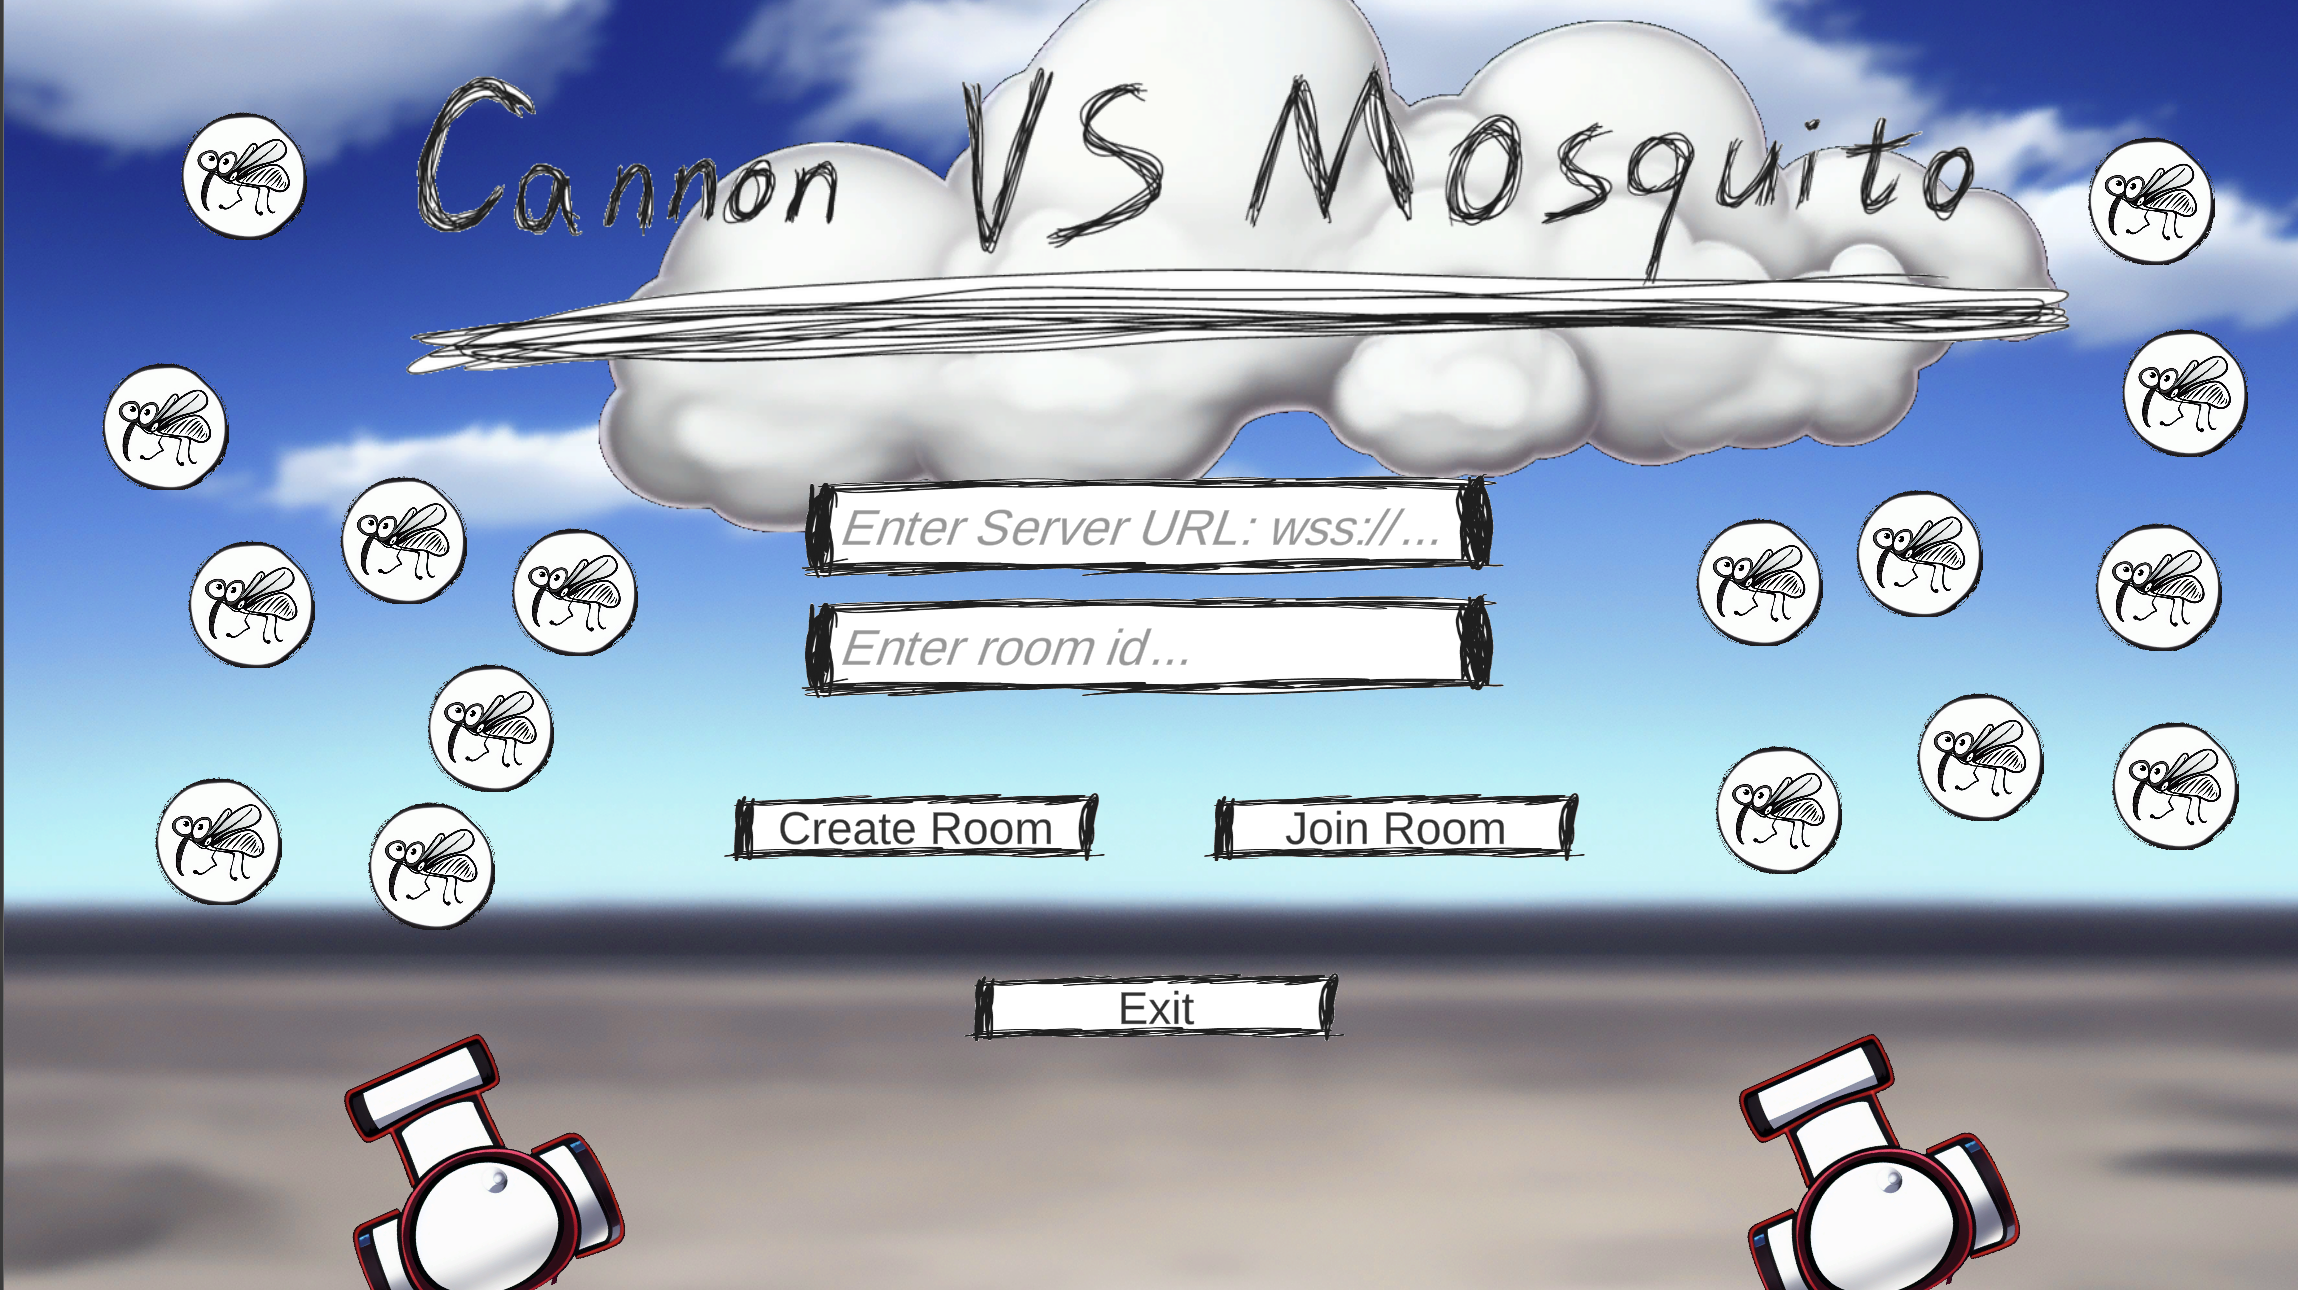 Cannon VS Mosquito
Enter Server URL: wss://...
Enter room id...
Create Room
Join Room
Exit